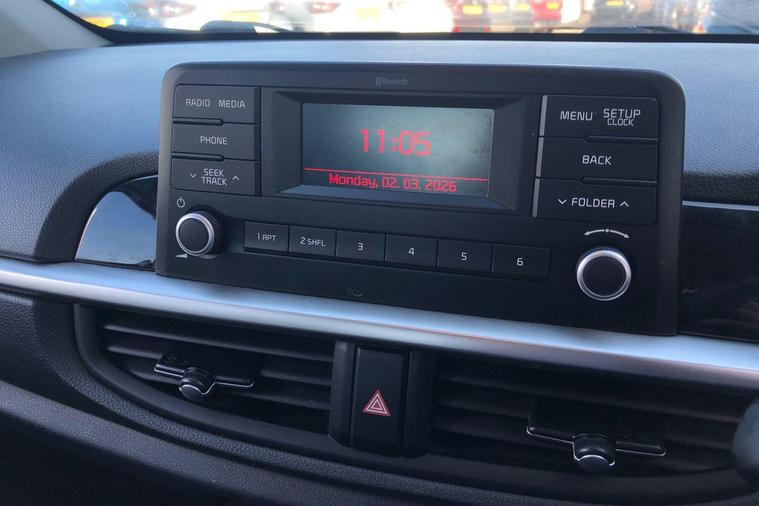 Bluetooth
RADIO MEDIA
PHONE
SEEK
TRACK
11:05
Monday, 02. 03. 2026
MENU SETUP
CLOCK
BACK
FOLDER
1 RPT 2 SHFL 3 4 5 6